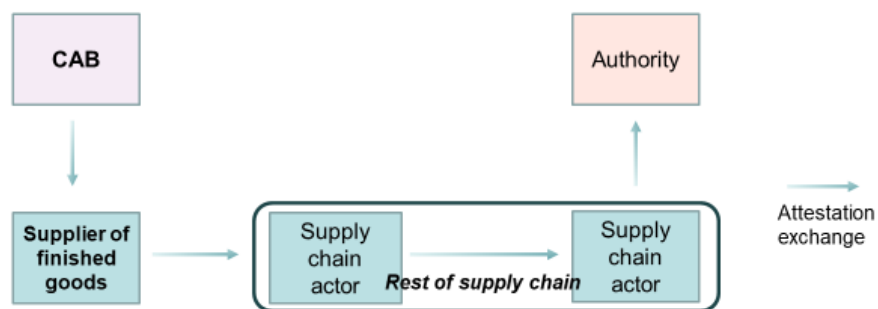 CAB
Authority
Supplier of
finished
goods
Supply
chain
actor
Rest of supply chain
Supply
chain
actor
Attestation
exchange